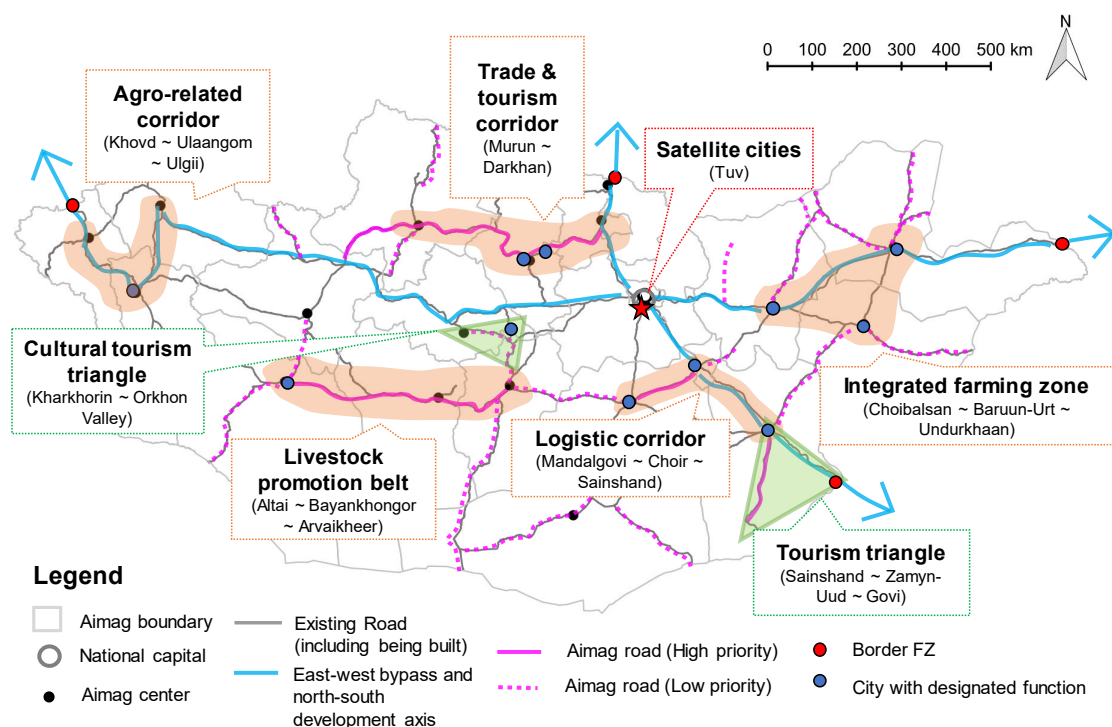 N
0 100 200 300 400 500 km
Trade &
tourism
corridor
(Murun ~
Darkhan)
Agro-related
corridor
(Khovd ~ Ulaangom
~ Ulgii)
Satellite cities
(Tuv)
Cultural tourism
triangle
(Kharkhorin ~ Orkhon
Valley)
Integrated farming zone
(Choibalsan ~ Baruun-Urt ~
Undurkhaan)
Livestock
promotion belt
(Altai ~ Bayankhongor
~ Arvaikheer)
Logistic corridor
(Mandalgovi ~ Choir ~
Sainshand)
Tourism triangle
(Sainshand ~ Zamyn-
Uud ~ Govi)
Legend
Aimag boundary
National capital
Aimag center
Existing Road
(including being built)
East-west bypass and
north-south
development axis
Aimag road (High priority)
Aimag road (Low priority)
Border FZ
City with designated function